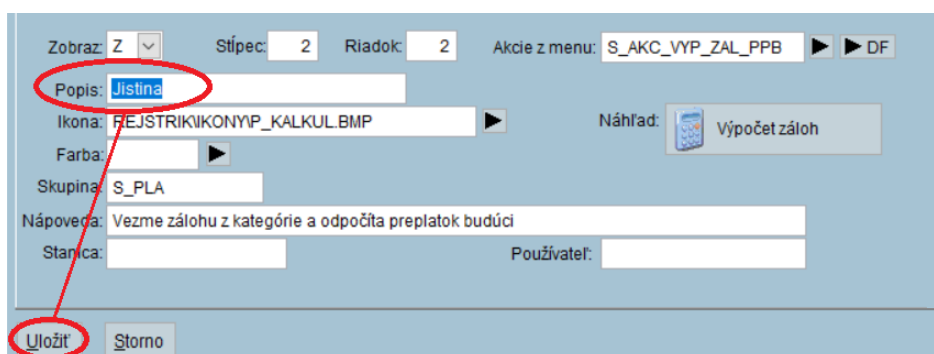 Zobraz: Z Stĺpec: 2 Riadok: 2 Akcie z menu: S_AKC_VYP_ZAL_PPB DF
Popis: Jistina
Ikona: REJSTRIK\IKONY\P_KALKUL.BMP Náhľad: Výpočet záloh
Farba:
Skupina: S_PLA
Nápoveda: Vezme zálohu z kategórie a odpočíta preplatok budúci
Stanica: Používateľ:
Uložiť Storno